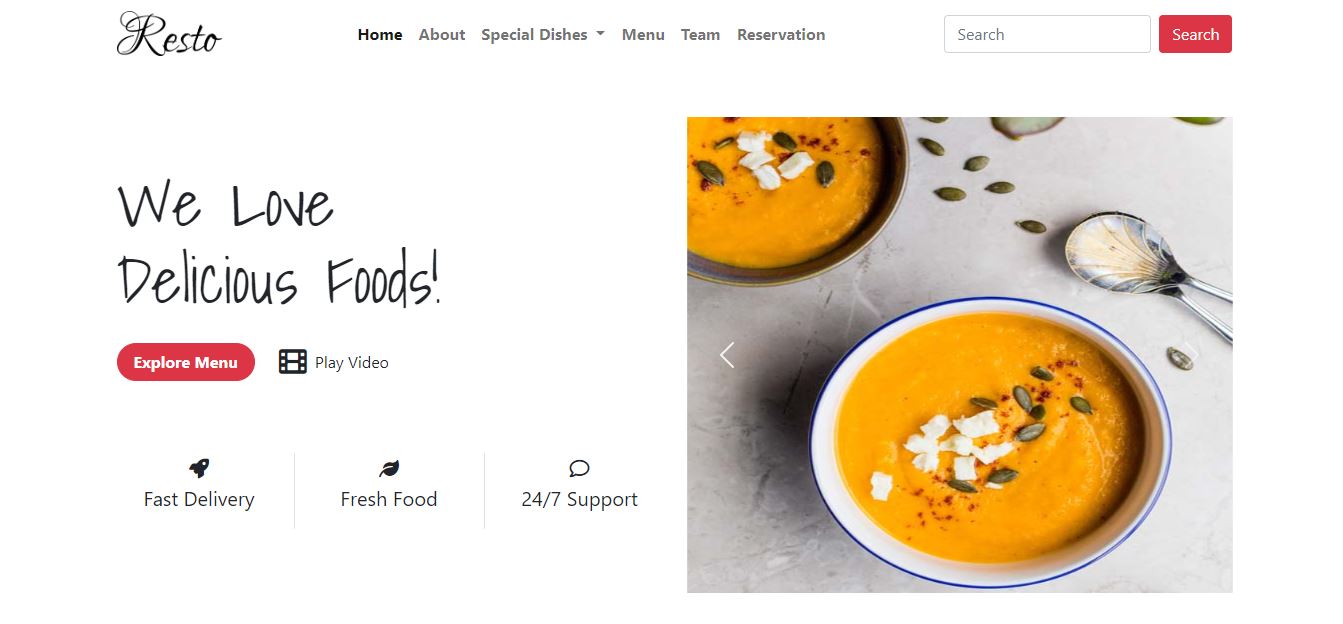 Resto
Home About Special Dishes Menu Team Reservation Search Search
We Love
Delicious Foods!
Explore Menu Play Video
Fast Delivery Fresh Food 24/7 Support